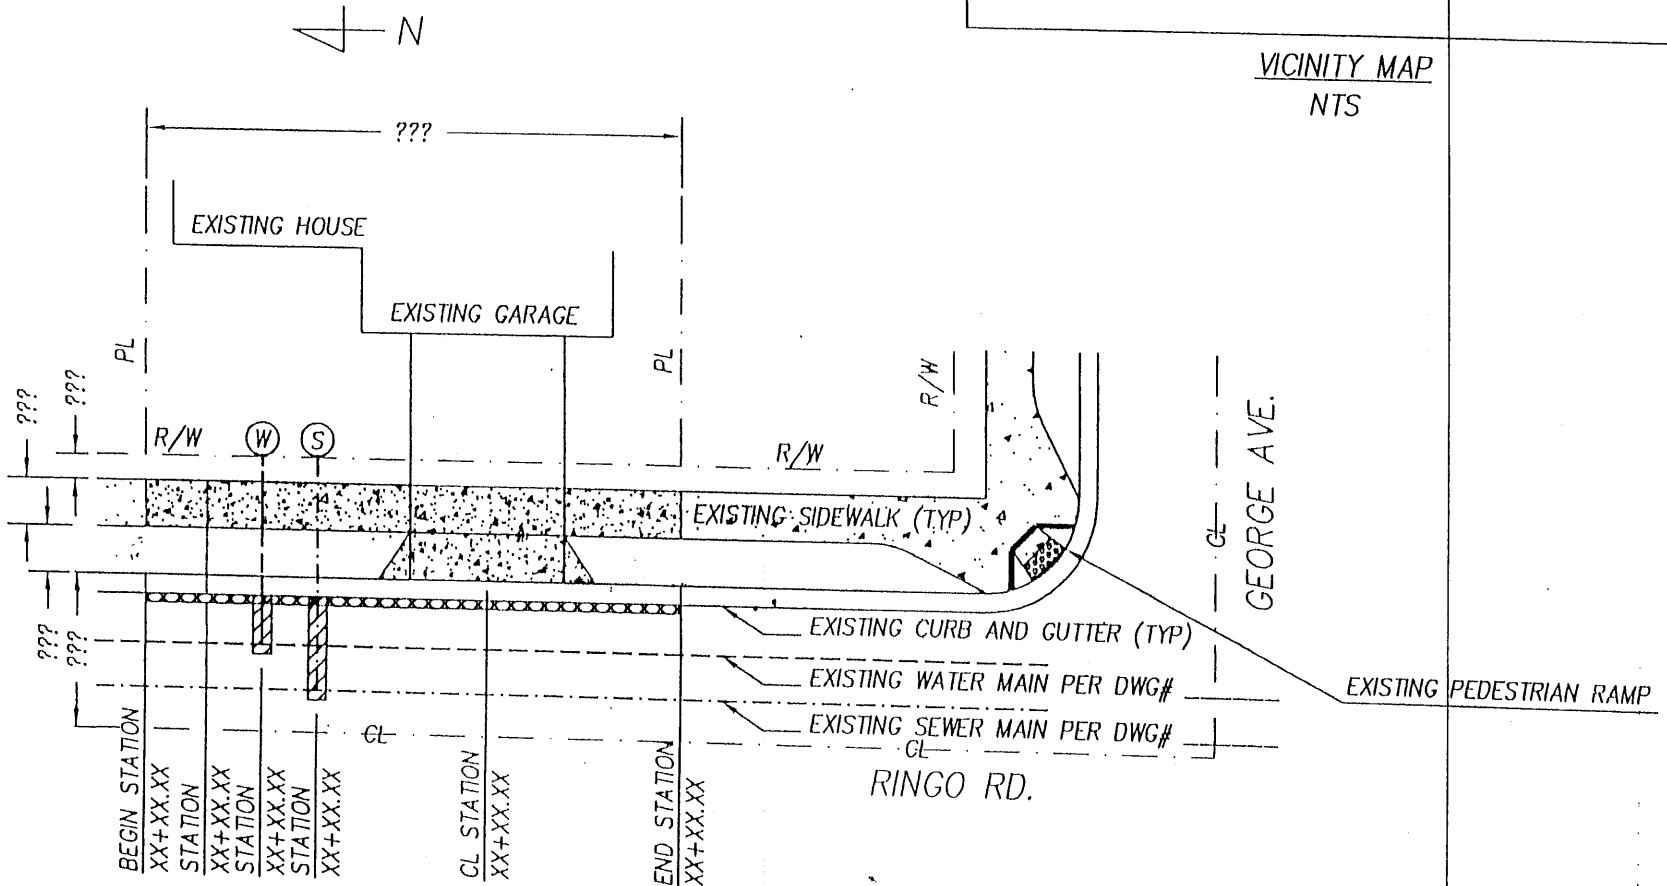 N
VICINITY MAP
NTS
???
EXISTING HOUSE
EXISTING GARAGE
PL
PL
???
???
R/W
W
S
R/W
R/W
EXISTING SIDEWALK (TYP)
GEORGE AVE.
CL
EXISTING CURB AND GUTTER (TYP)
EXISTING WATER MAIN PER DWG#
EXISTING SEWER MAIN PER DWG#
EXISTING PEDESTRIAN RAMP
???
???
CL
CL
RINGO RD.
BEGIN STATION
XX+XX.XX
STATION
XX+XX.XX
STATION
XX+XX.XX
STATION
XX+XX.XX
CL STATION
XX+XX.XX
END STATION
XX+XX.XX